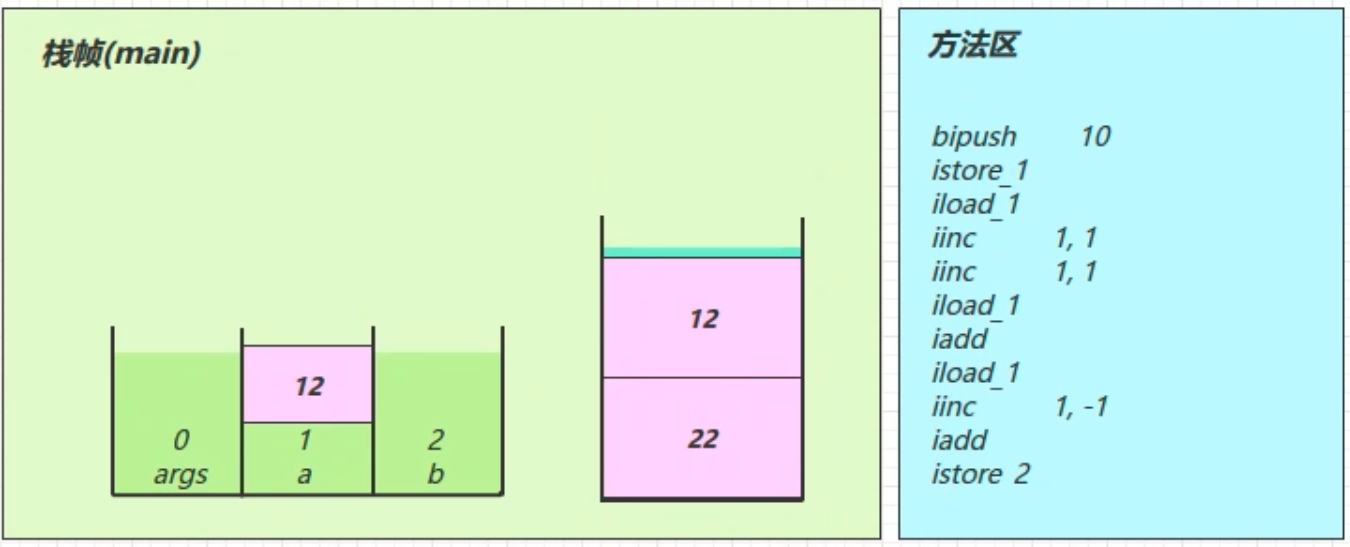 栈帧(main)
12
0
args
1
a
2
b
12
22
方法区
bipush 10
istore_1
iload_1
iinc 1, 1
iinc 1, 1
iload_1
iadd
iload_1
iinc 1, -1
iadd
istore 2